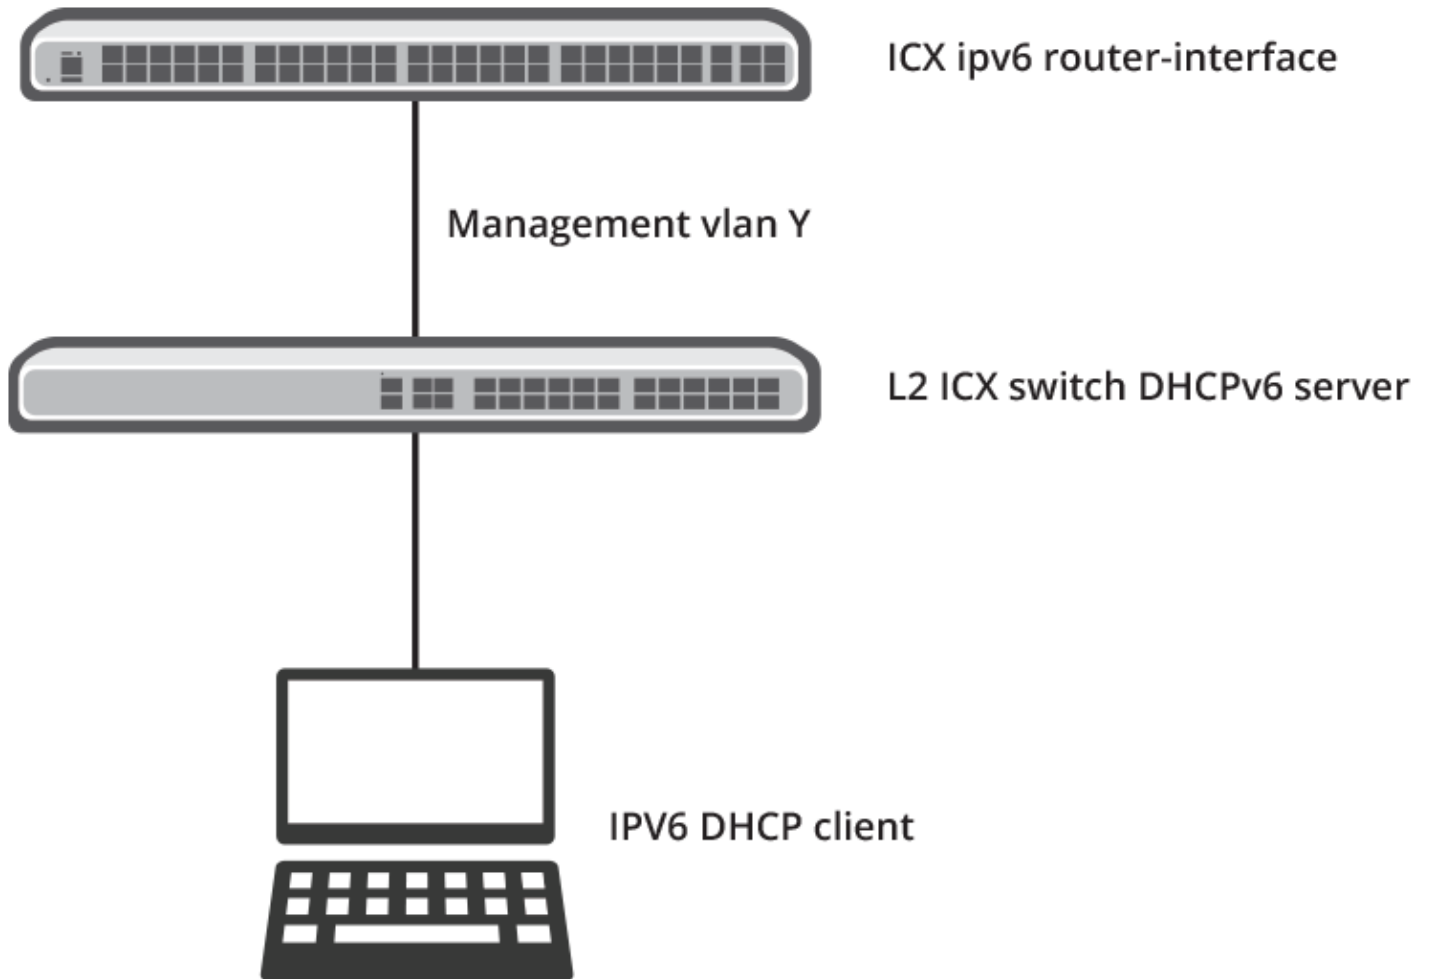 ICX ipv6 router-interface
Management vlan Y
L2 ICX switch DHCPv6 server
IPV6 DHCP client